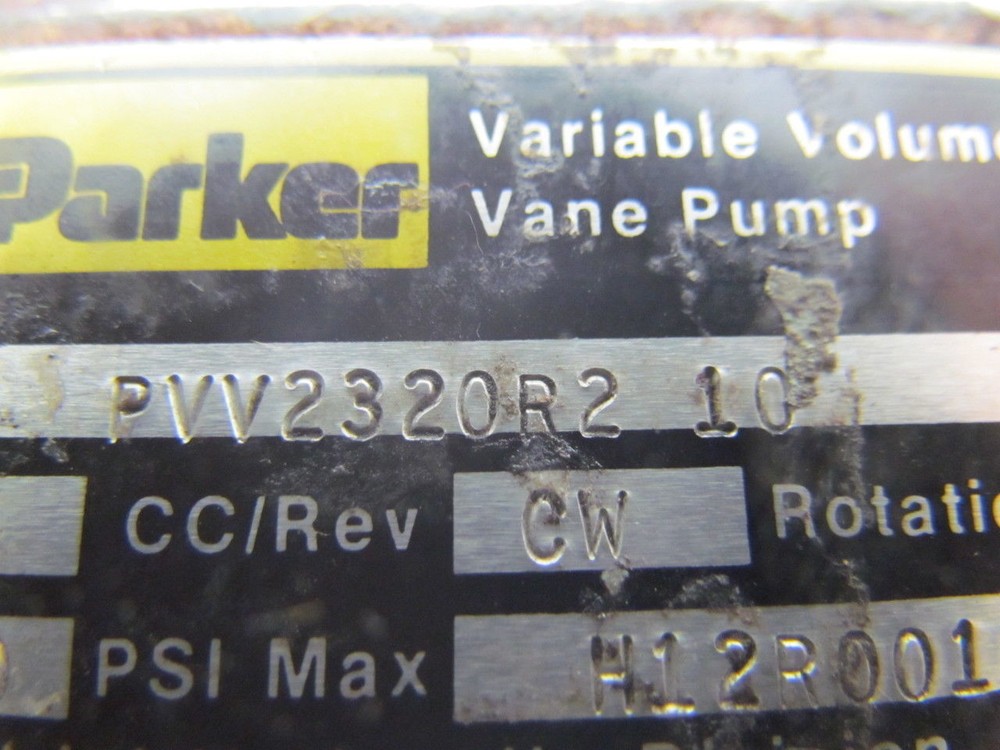 Parker
Variable Volum
Vane Pump
PVV2320R2 10
CC/Rev CW Rotati
PSI Max H12R001